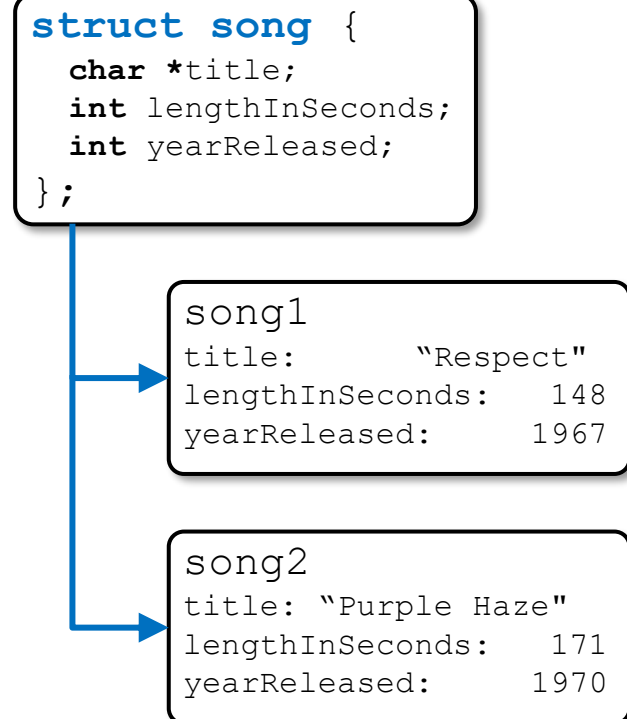 struct song {
char *title;
int lengthInSeconds;
int yearReleased;
};
song1
title: “Respect"
lengthInSeconds: 148
yearReleased: 1967
song2
title: “Purple Haze"
lengthInSeconds: 171
yearReleased: 1970